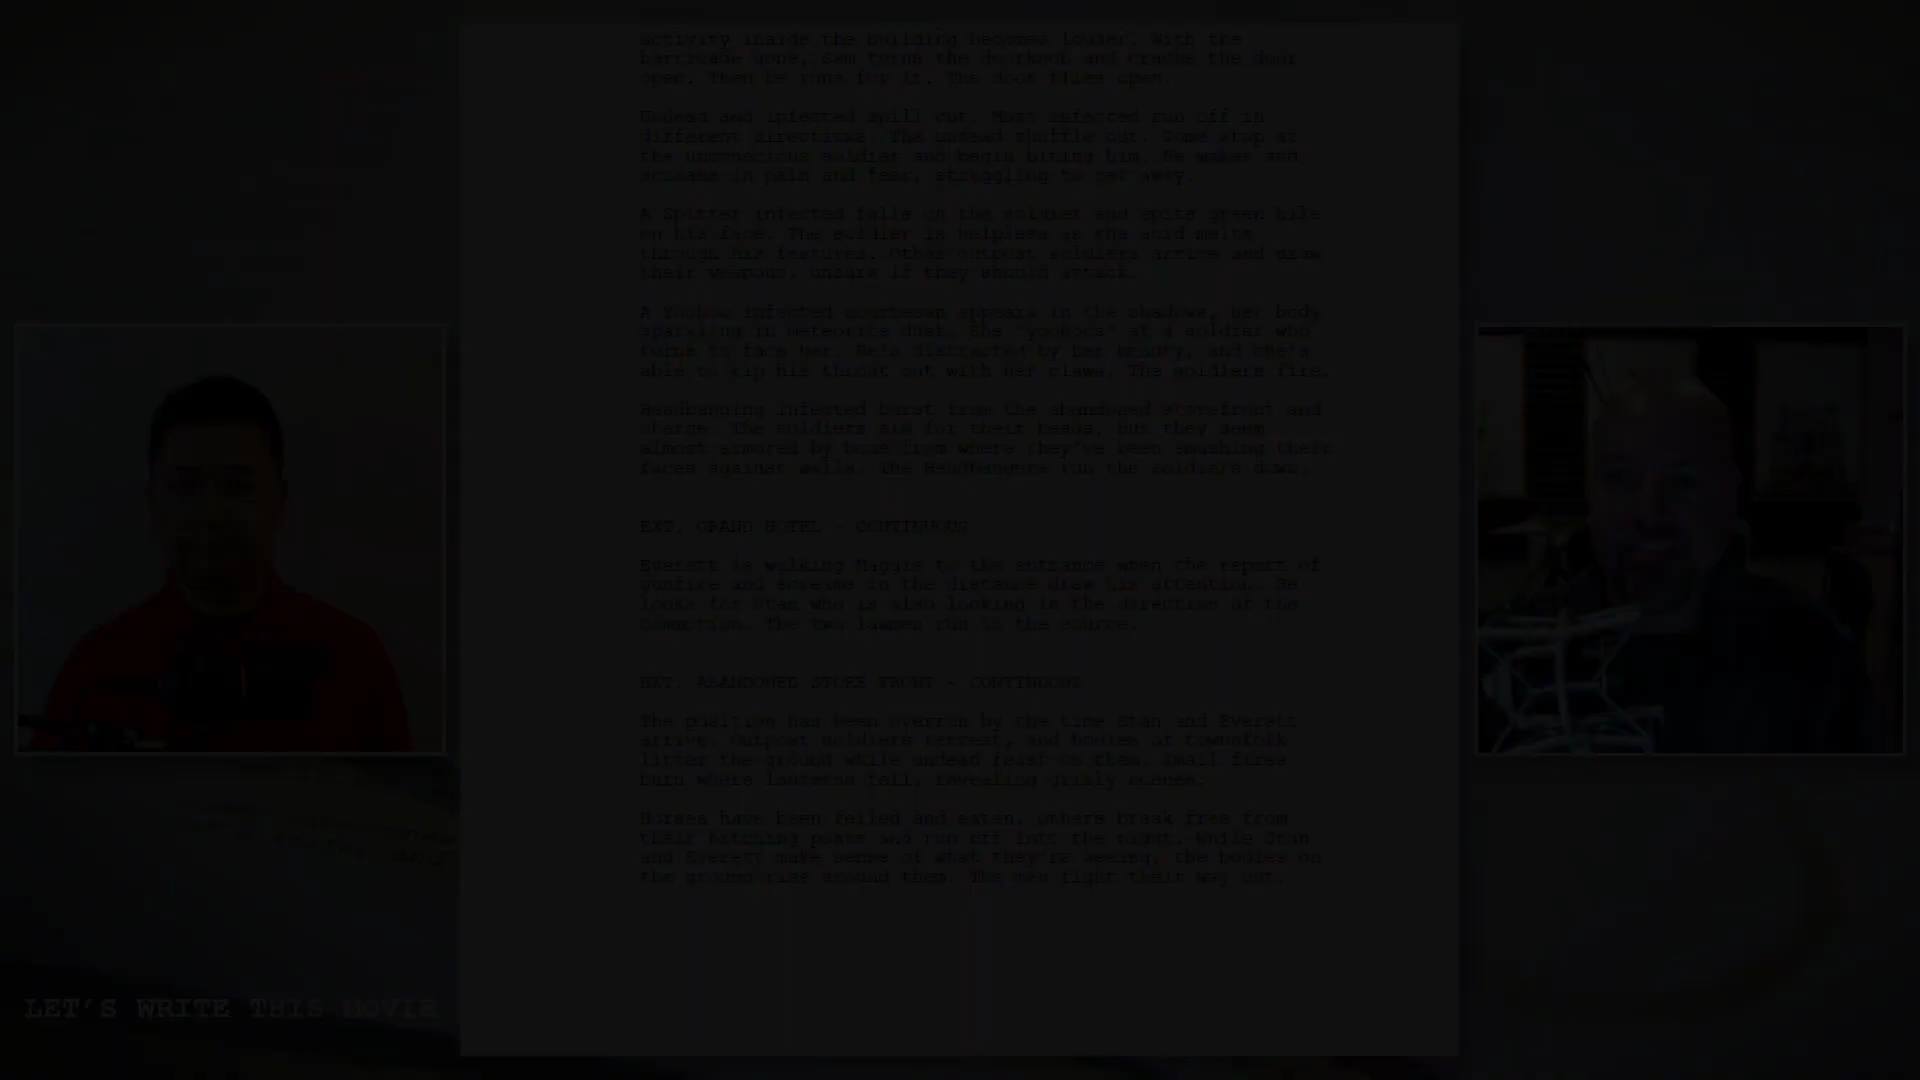 activity inside the building becomes louder. With the
barricade gone, Sam turns the doorknob and cracks the door
open. Then he runs for it. The door flies open.
Undead and infected spill out. Most infected run off in
different directions. The undead shuffle out. Some stop at
the unconscious soldier and begin biting him. He wakes and
screams in pain and fear, struggling to get away.
A Spitter infected falls on the soldier and spits green bile
on his face. The soldier is helpless as the acid melts
through his features. Other outpost soldiers arrive and draw
their weapons, unsure if they should attack.
A Yoohoo infected courtesan appears in the shadows, her body
sparkling in meteorite dust. She "yoohoos" at a soldier who
turns to face her. He's distracted by her beauty, and she's
able to rip his throat out with her claws. The soldiers fire.
Headbanging infected burst from the abandoned storefront and
charge. The soldiers aim for their heads, but they seem
almost armored by bone from where they've been smashing their
faces against walls. The Headbangers run the soldiers down.
EXT. GRAND HOTEL - CONTINUOUS
Everett is walking Maggie to the entrance when the report of
gunfire and screams in the distance draw his attention. He
looks for Stan who is also looking in the direction of the
commotion. The two lawmen run to the source.
EXT. ABANDONED STORE FRONT - CONTINUOUS
The position has been overrun by the time Stan and Everett
arrive. Outpost soldiers retreat, and bodies of townsfolk
litter the ground while undead feast on them. Small fires
burn where lanterns fell, revealing grisly scenes.
Horses have been felled and eaten. Others break free from
their hitching posts and run off into the night. While Stan
and Everett make sense of what they're seeing, the bodies on
the ground rise around them. The men fight their way out.
LET'S WRITE THIS MOVIE